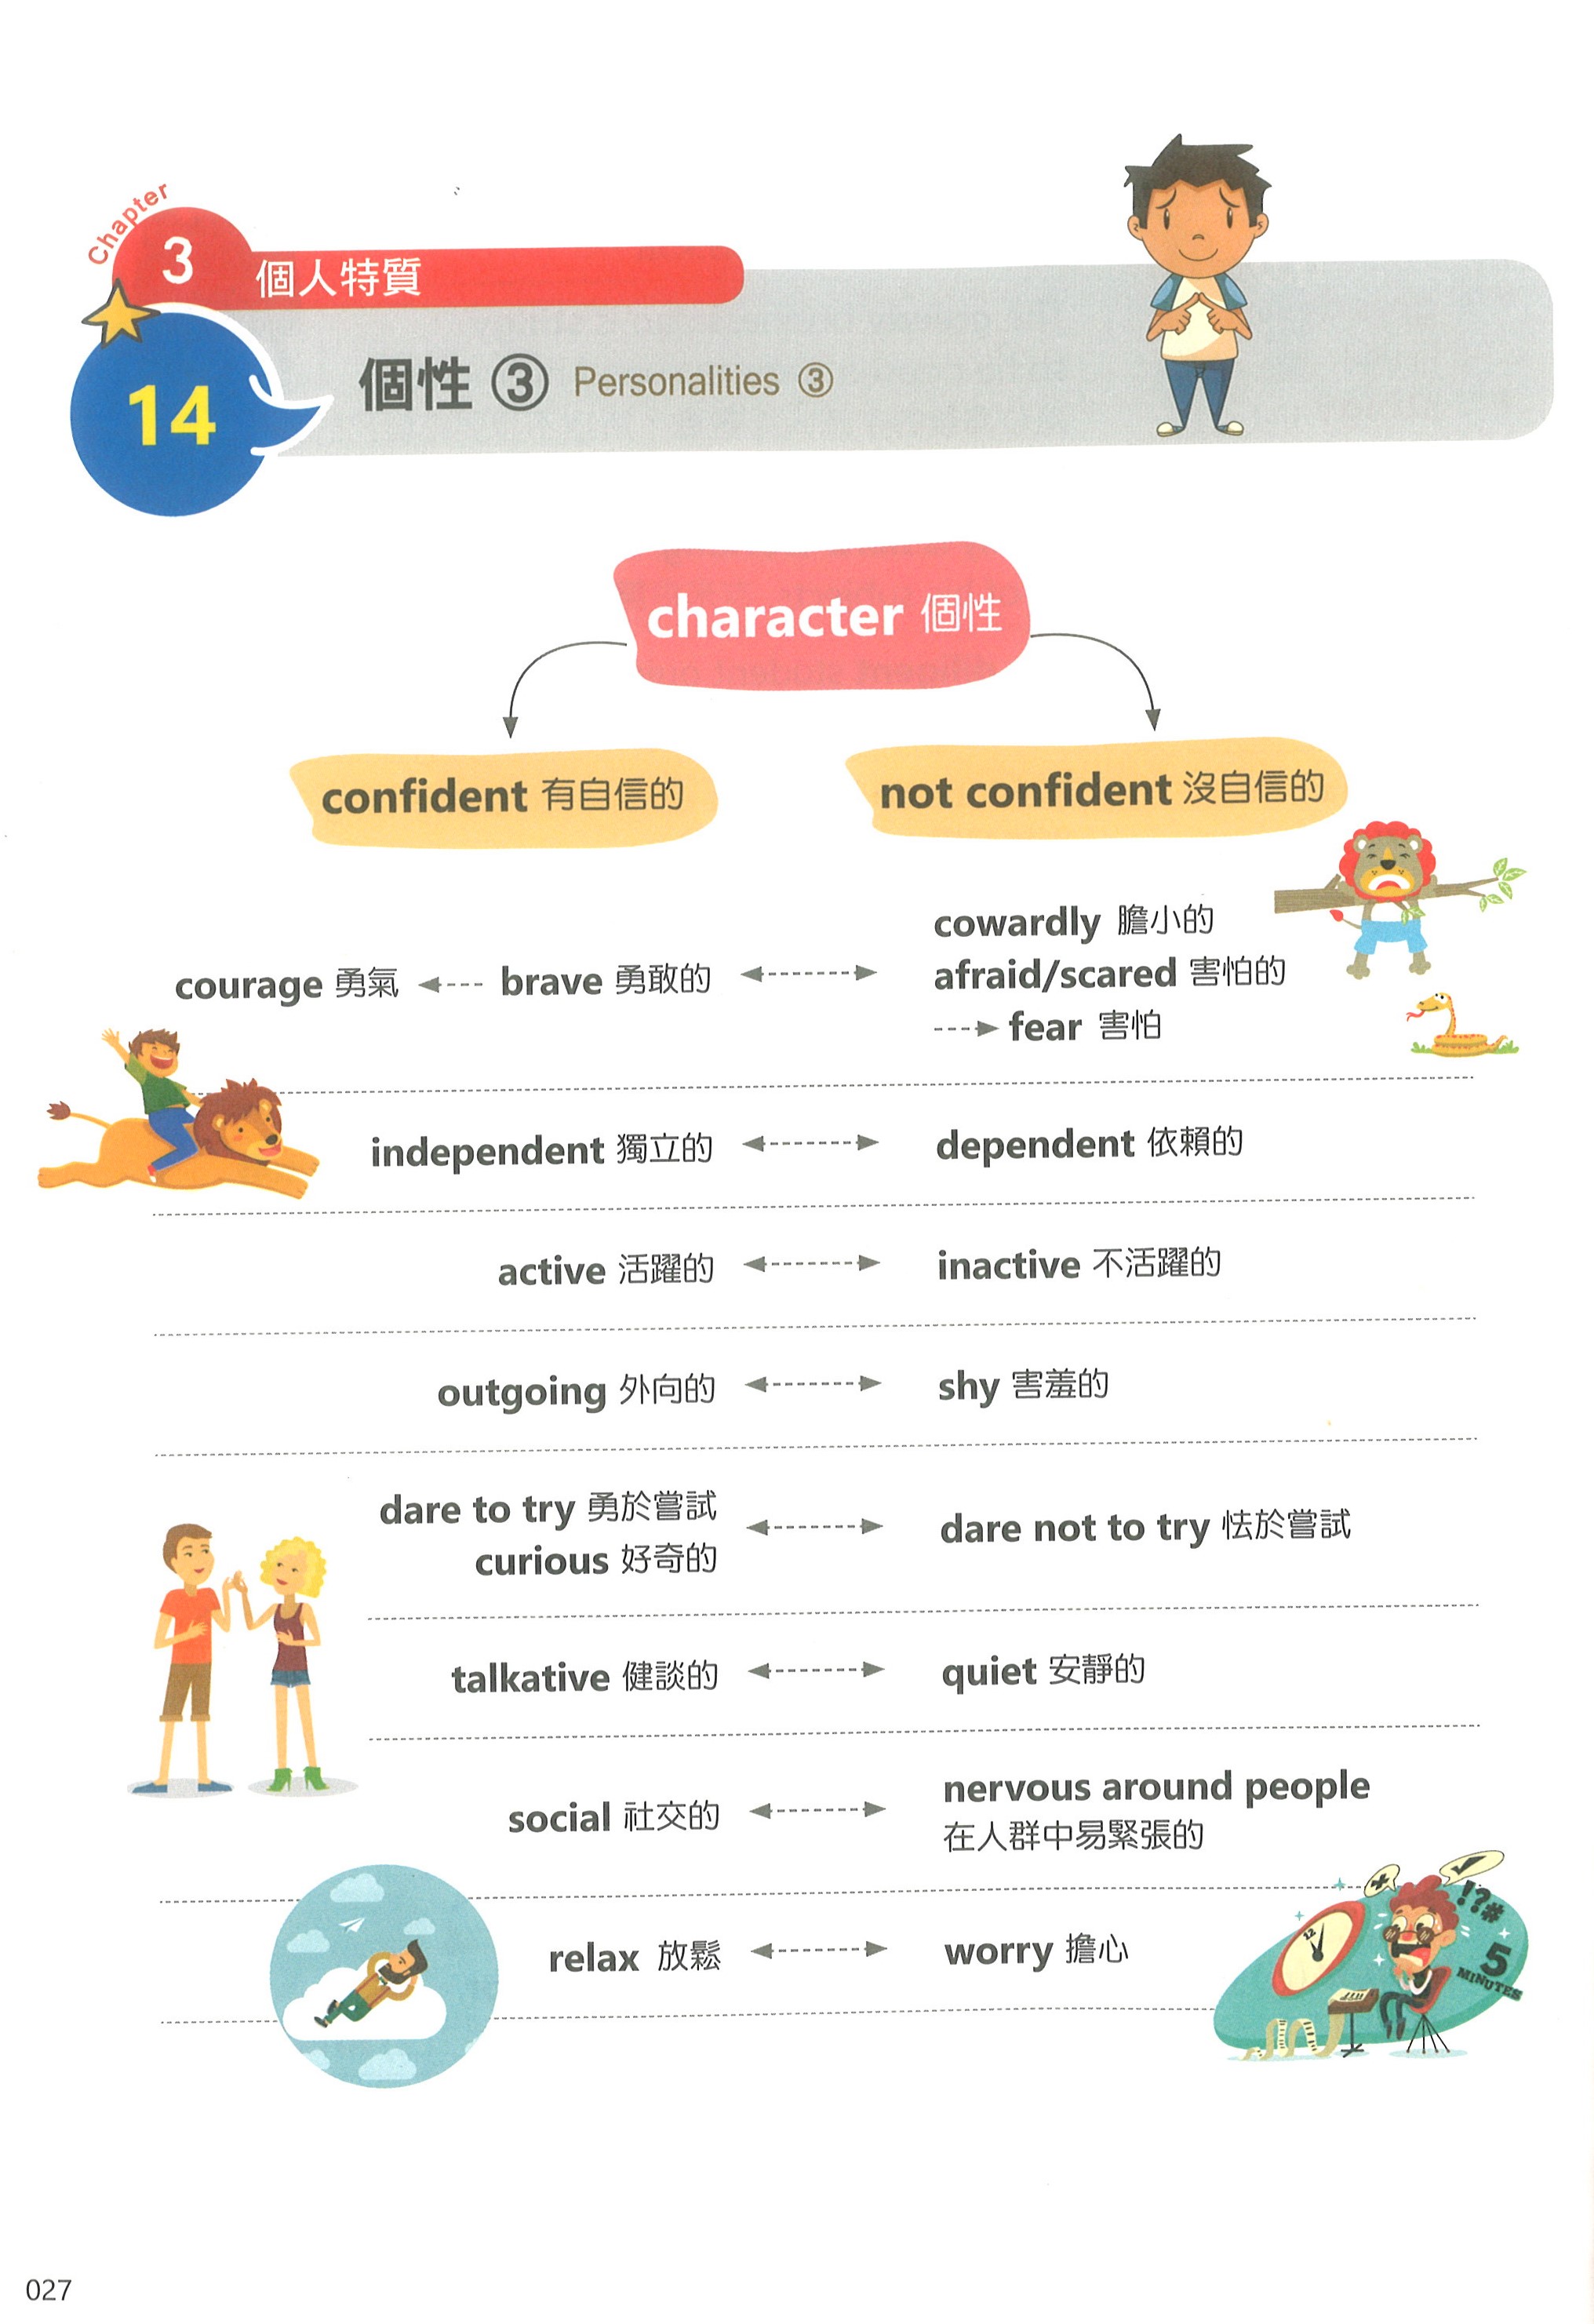 Chapter
3
個人特質
14
個性 ③ Personalities ③
character 個性
confident 有自信的
not confident 沒自信的
courage 勇氣
brave 勇敢的
cowardly 膽小的
afraid/scared 害怕的
fear 害怕
independent 獨立的
dependent 依賴的
active 活躍的
inactive 不活躍的
outgoing 外向的
shy 害羞的
dare to try 勇於嘗試
curious 好奇的
dare not to try 怯於嘗試
talkative 健談的
quiet 安靜的
social 社交的
nervous around people
在人群中易緊張的
relax 放鬆
worry 擔心
!?#
12
5
MINUTES
027